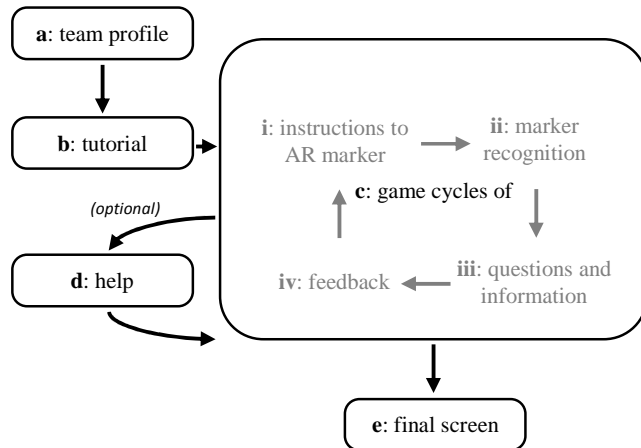 a: team profile
b: tutorial
i: instructions to
AR marker
ii: marker
recognition
c: game cycles of
(optional)
d: help
iv: feedback
iii: questions and
information
e: final screen